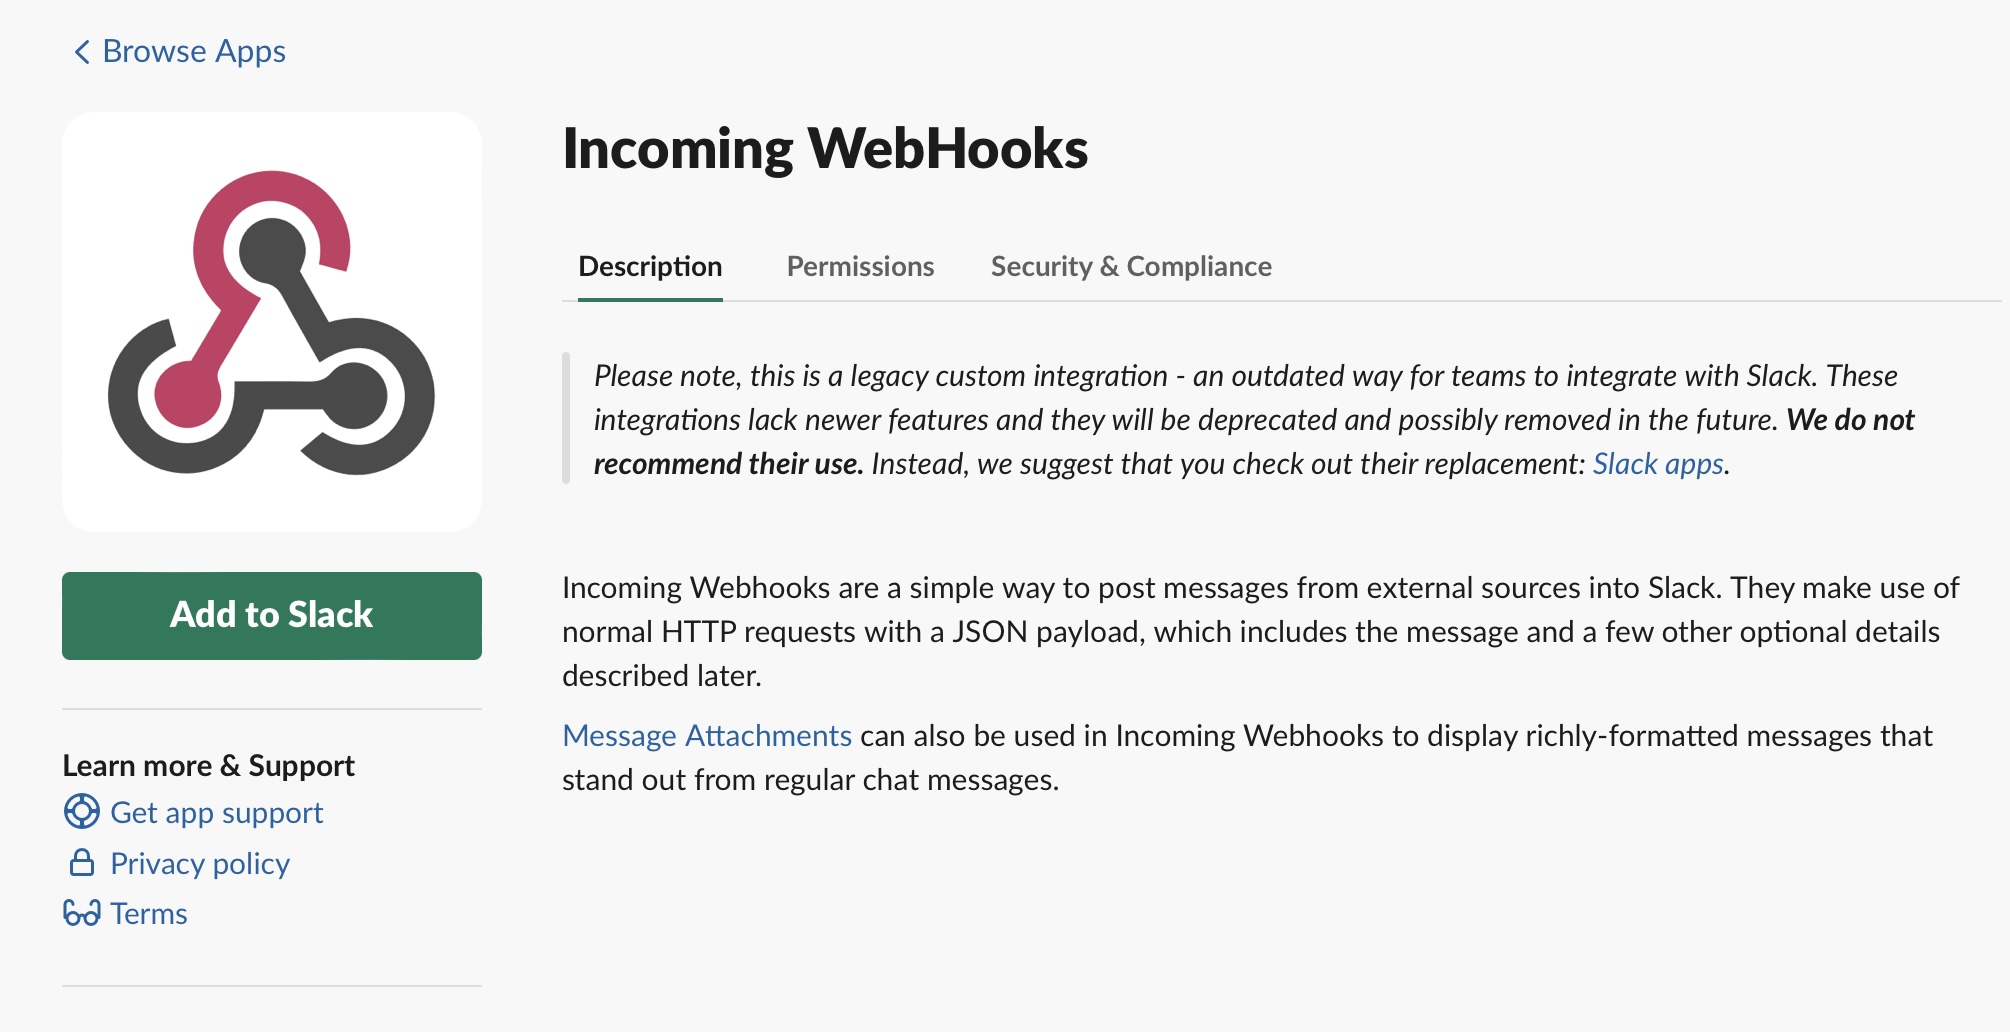 Browse Apps
Incoming WebHooks
Description Permissions Security & Compliance
Please note, this is a legacy custom integration - an outdated way for teams to integrate with Slack. These
integrations lack newer features and they will be deprecated and possibly removed in the future. We do not
recommend their use. Instead, we suggest that you check out their replacement: Slack apps.
Add to Slack
Incoming Webhooks are a simple way to post messages from external sources into Slack. They make use of
normal HTTP requests with a JSON payload, which includes the message and a few other optional details
described later.
Message Attachments can also be used in Incoming Webhooks to display richly-formatted messages that
stand out from regular chat messages.
Learn more & Support
Get app support
Privacy policy
Terms